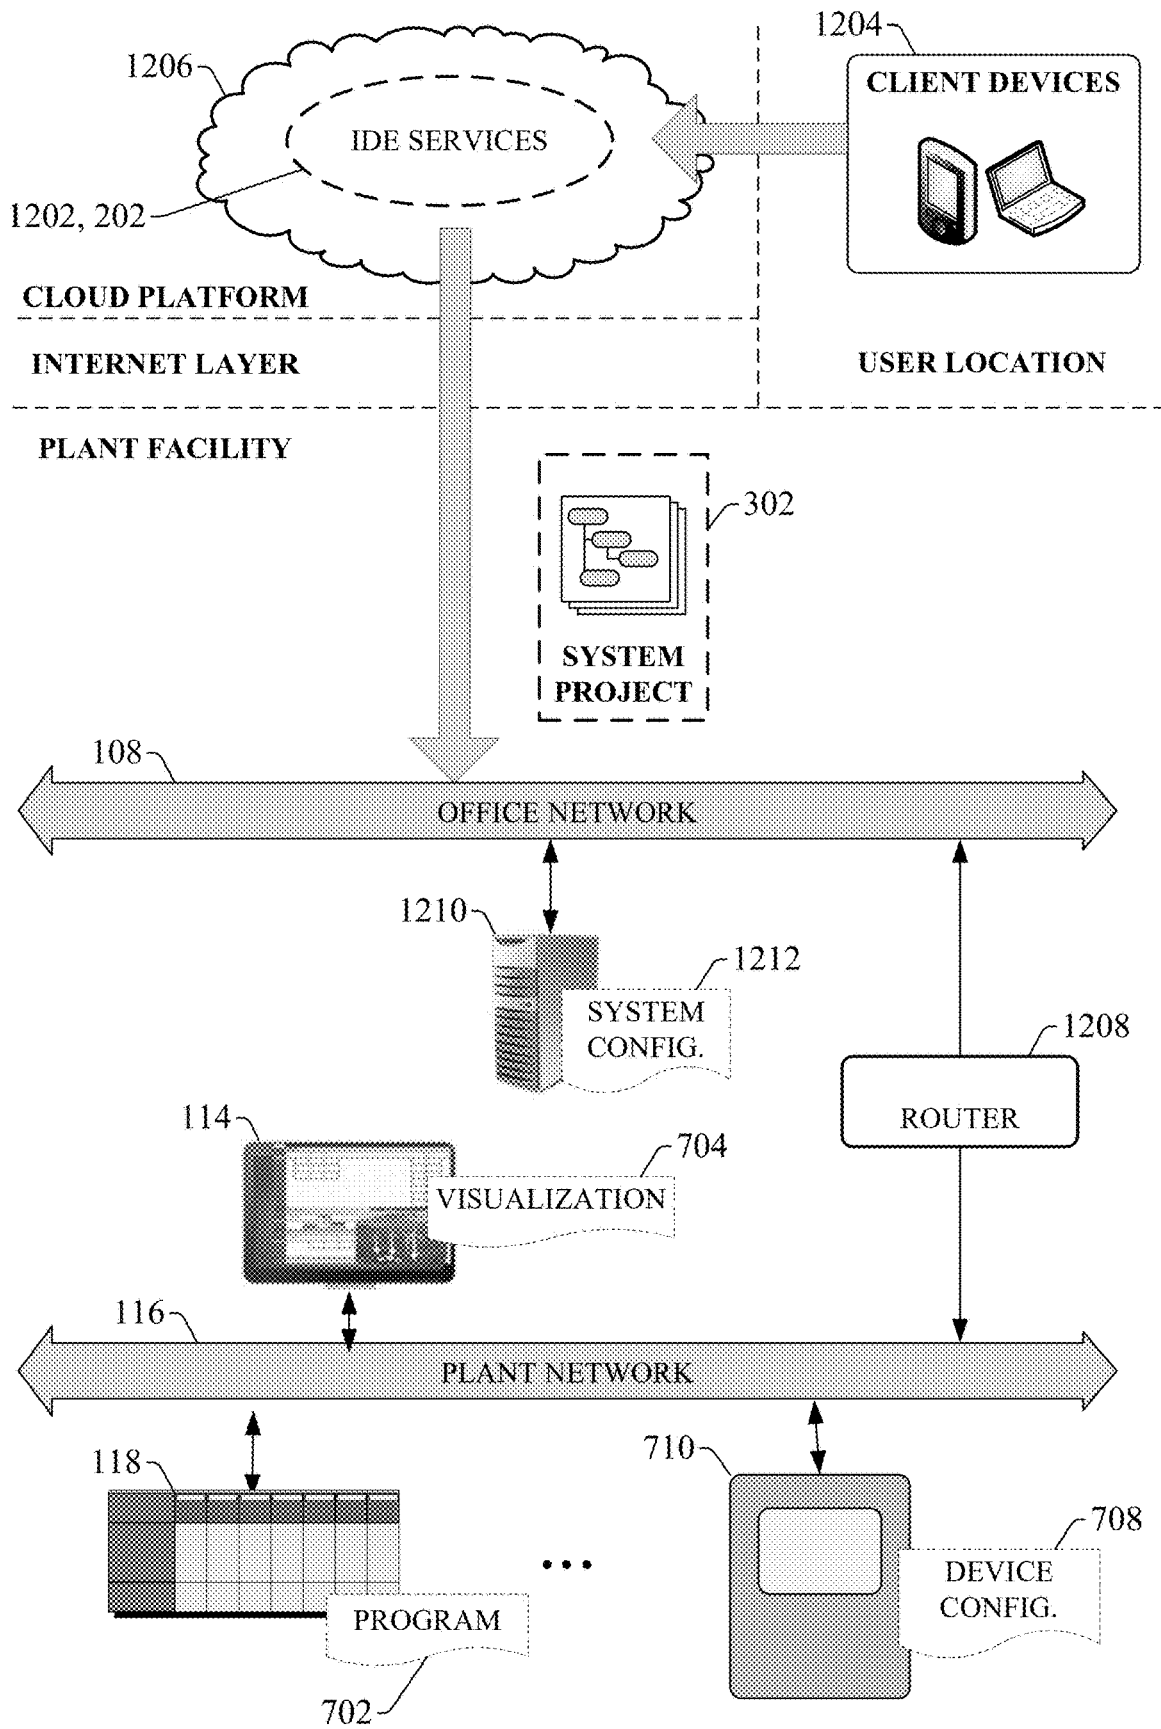 1204
1206
CLIENT DEVICES
IDE SERVICES
1202, 202
CLOUD PLATFORM
INTERNET LAYER
USER LOCATION
PLANT FACILITY
302
SYSTEM
PROJECT
108
OFFICE NETWORK
1210
1212
SYSTEM
CONFIG.
1208
ROUTER
114
704
VISUALIZATION
116
PLANT NETWORK
118
710
708
DEVICE
CONFIG.
PROGRAM
702